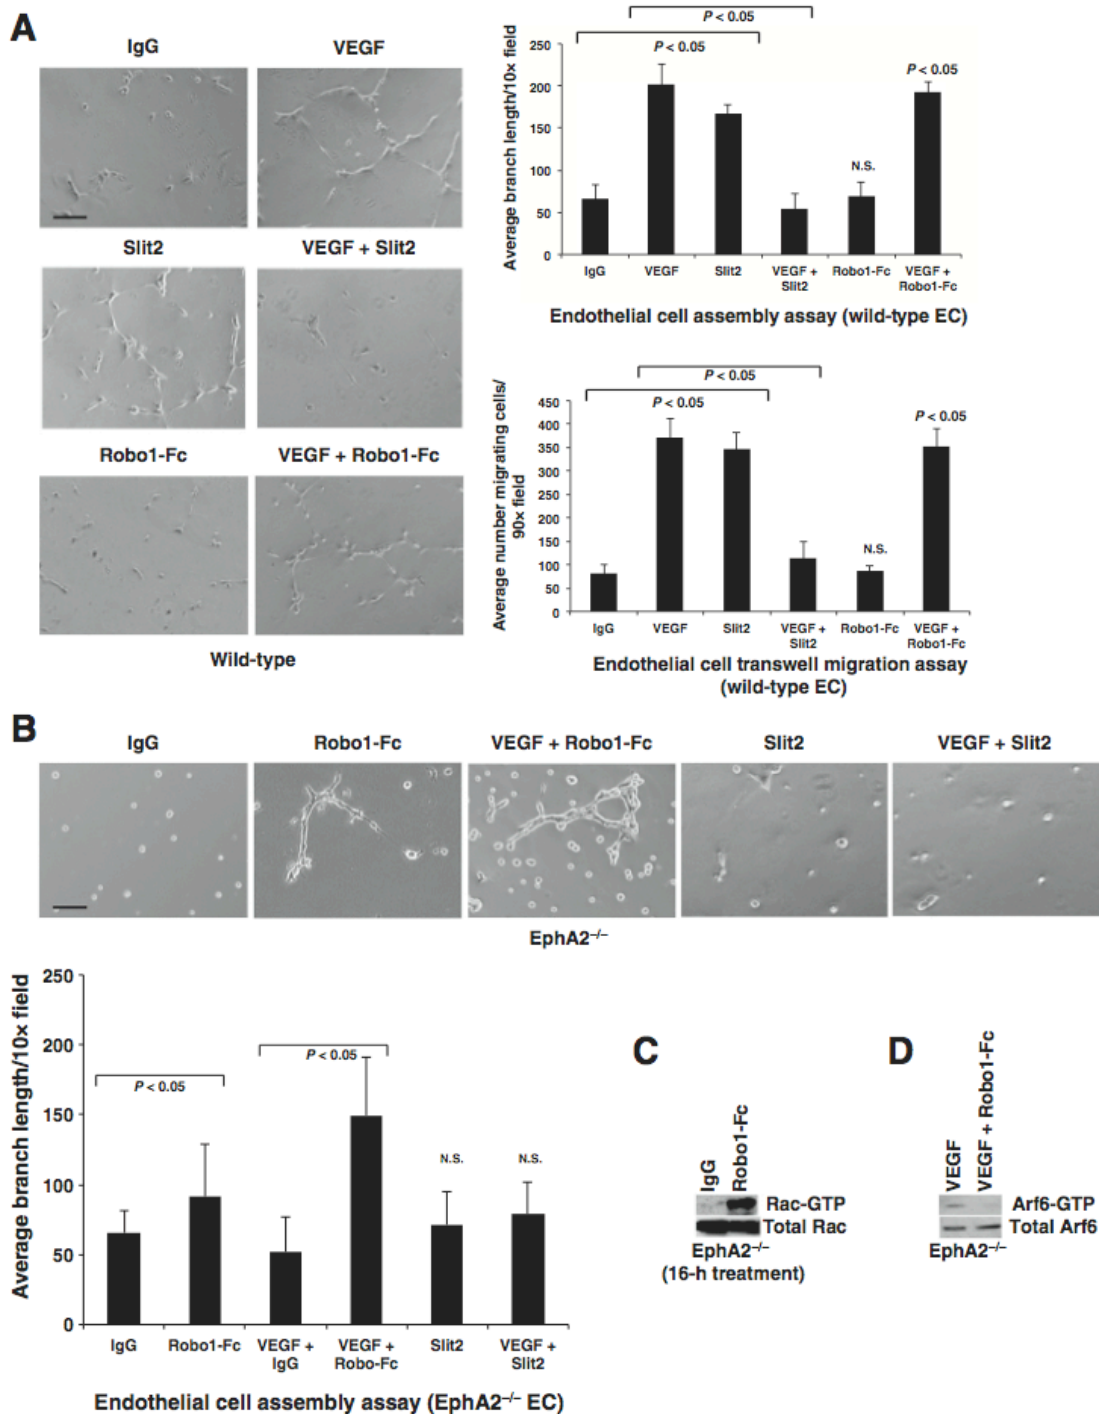 A
IgG VEGF
Slit2 VEGF + Slit2
Robo1-Fc VEGF + Robo1-Fc
Wild-type
P < 0.05
P < 0.05
P < 0.05
N.S.
Average branch length/10x field
250
200
150
100
50
0
IgG VEGF Slit2 VEGF + Robo1-Fc VEGF +
Slit2 Robo1-Fc
Endothelial cell assembly assay (wild-type EC)
P < 0.05
P < 0.05
P < 0.05
N.S.
Average number migrating cells/
90x field
450
400
350
300
250
200
150
100
50
0
IgG VEGF Slit2 VEGF + Robo1-Fc VEGF +
Slit2 Robo1-Fc
Endothelial cell transwell migration assay
(wild-type EC)
B
IgG Robo1-Fc VEGF + Robo1-Fc Slit2 VEGF + Slit2
EphA2–/–
Average branch length/10x field
250
200
150
100
50
0
P < 0.05
P < 0.05
N.S. N.S.
IgG Robo1-Fc VEGF + VEGF + Slit2 VEGF +
IgG Robo-Fc Slit2
Endothelial cell assembly assay (EphA2–/– EC)
C
IgG
Robo1-Fc
Rac-GTP
Total Rac
EphA2–/–
(16-h treatment)
D
VEGF
VEGF + Robo1-Fc
Arf6-GTP
Total Arf6
EphA2–/–